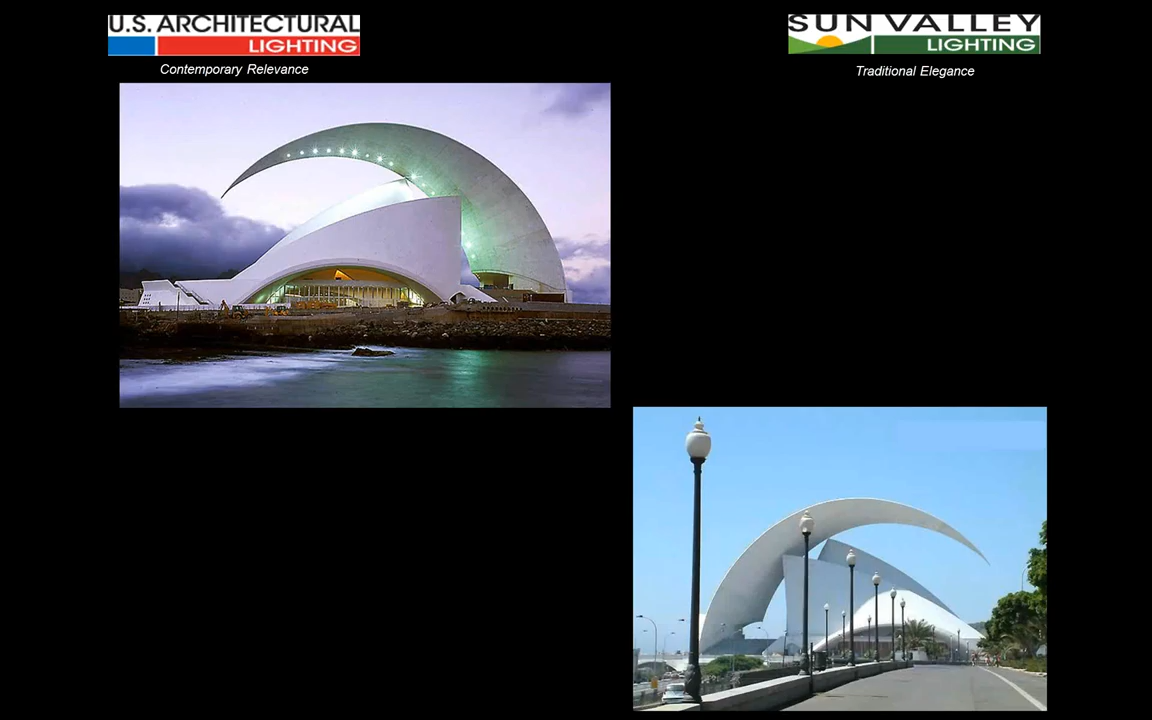 U.S. ARCHITECTURAL
LIGHTING
Contemporary Relevance
SUN VALLEY
LIGHTING
Traditional Elegance